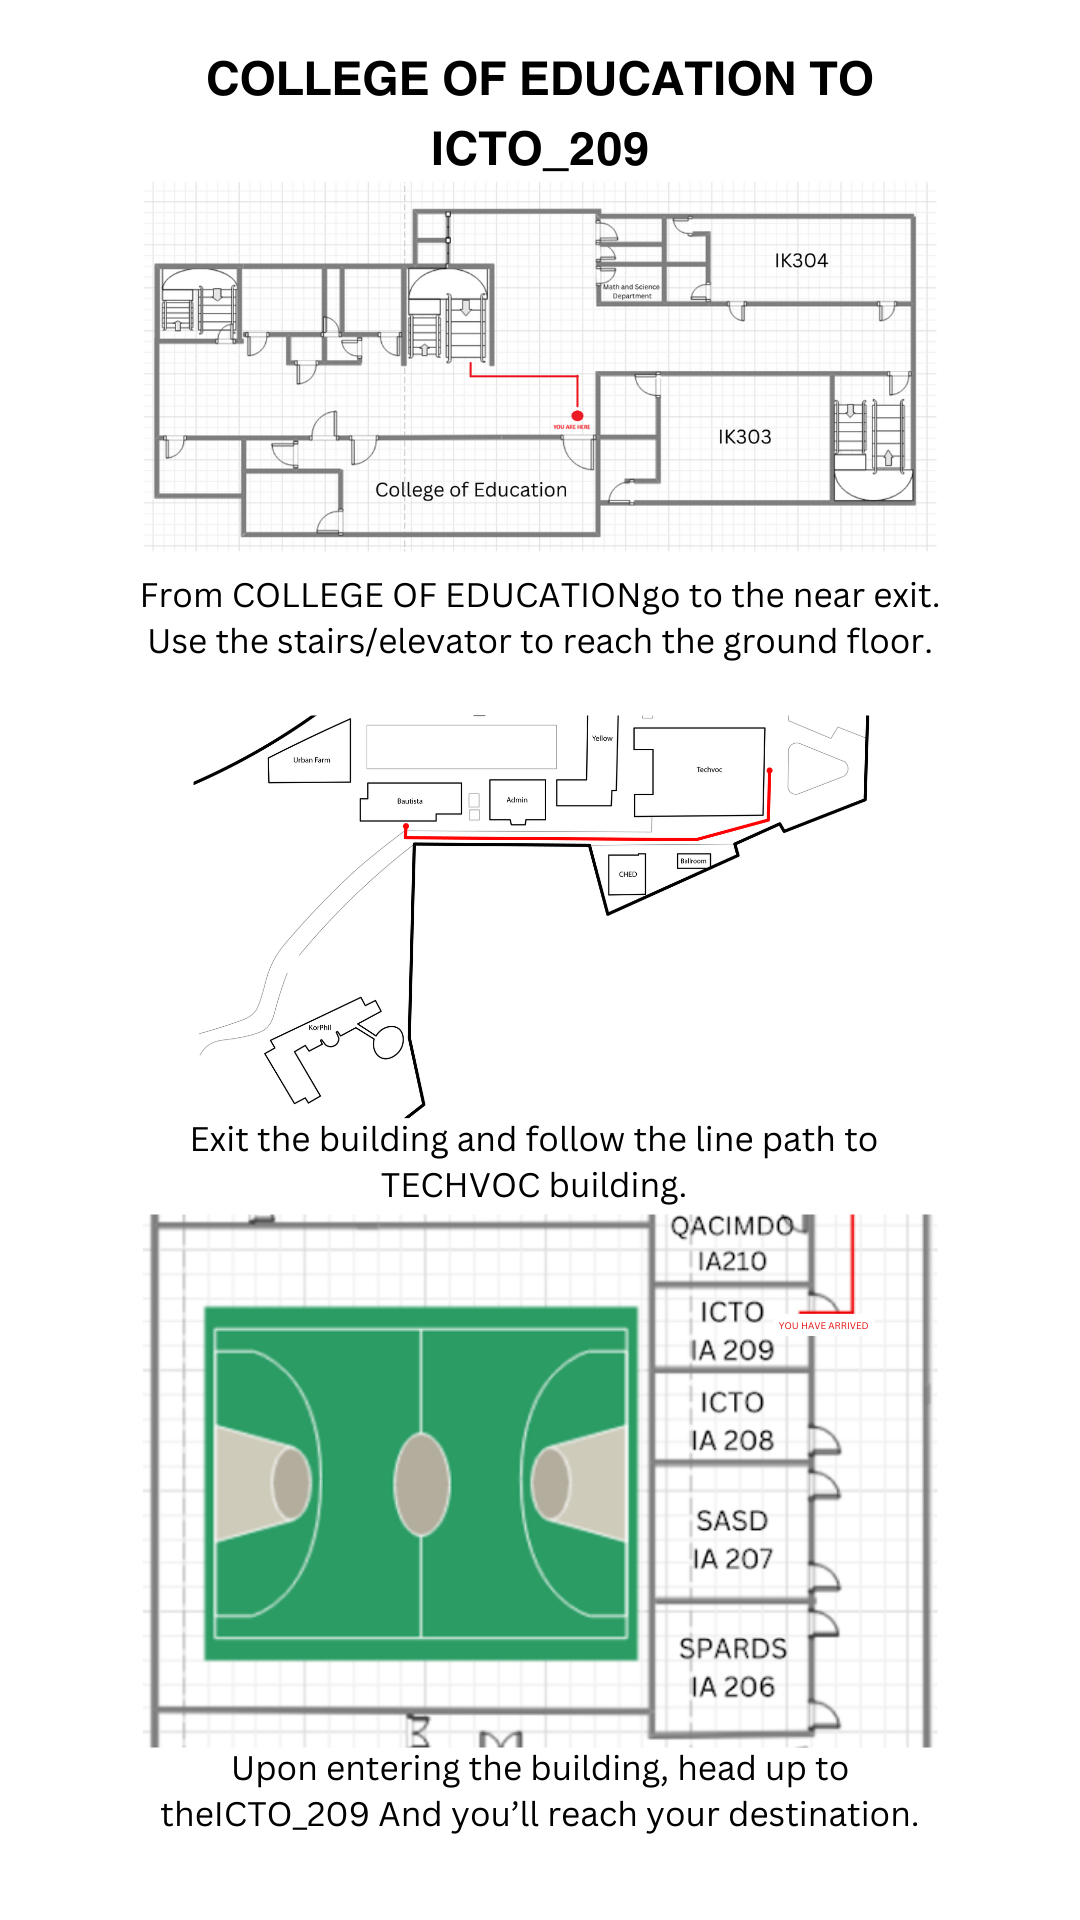 COLLEGE OF EDUCATION TO
ICTO_209
IK304
Math and Science
Department
YOU ARE HERE
IK303
College of Education
From COLLEGE OF EDUCATIONgo to the near exit.
Use the stairs/elevator to reach the ground floor.
Urban Farm
Yellow
Techvoc
Bautista
Admin
CHED
Ballroom
KorPhil
Exit the building and follow the line path to
TECHVOC building.
QACIMDO
IA210
ICTO
IA 209
YOU HAVE ARRIVED
ICTO
IA 208
SASD
IA 207
SPARDS
IA 206
Upon entering the building, head up to
theICTO_209 And you’ll reach your destination.